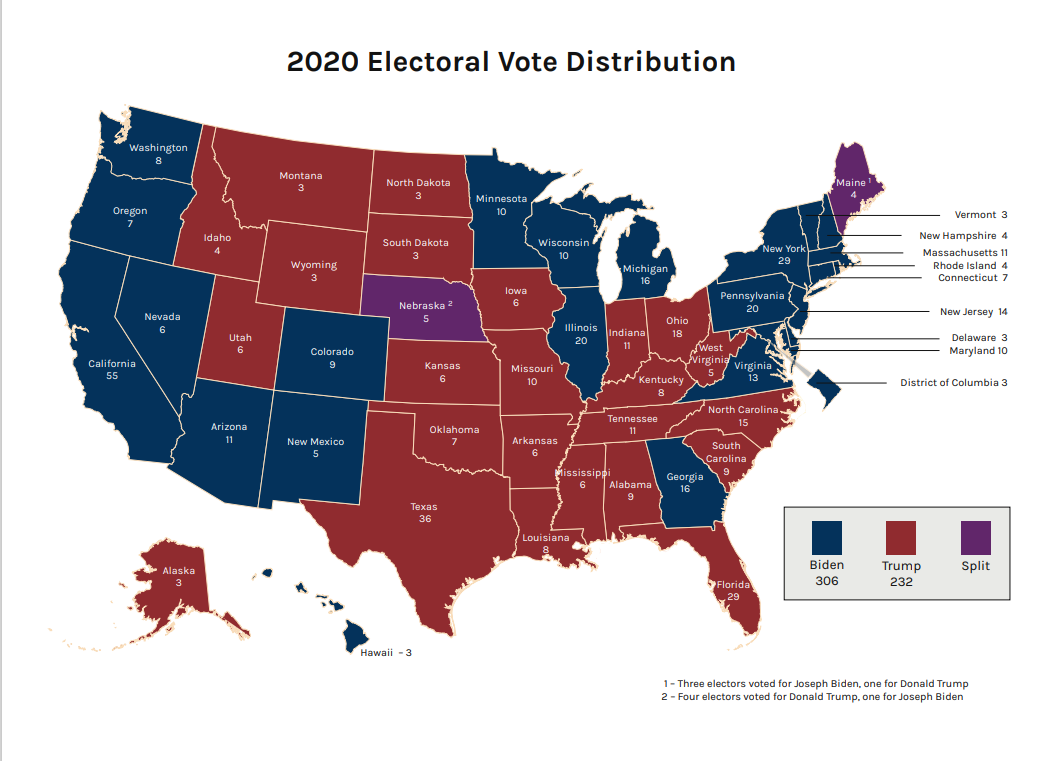 2020 Electoral Vote Distribution
Washington
8
Oregon
7
California
55
Nevada
6
Idaho
4
Montana
3
Wyoming
3
Utah
6
Arizona
11
Colorado
9
New Mexico
5
North Dakota
3
South Dakota
3
Nebraska 2
5
Kansas
6
Oklahoma
7
Texas
36
Minnesota
10
Iowa
6
Missouri
10
Arkansas
6
Louisiana
8
Wisconsin
10
Illinois
20
Michigan
16
Indiana
11
Ohio
18
Kentucky
8
Tennessee
11
Mississippi
6
Alabama
9
Georgia
16
Florida
29
South
Carolina
9
North Carolina
15
Virginia
13
West
Virginia
5
Pennsylvania
20
New York
29
Maine 1
4
Vermont 3
New Hampshire 4
Massachusetts 11
Rhode Island 4
Connecticut 7
New Jersey 14
Delaware 3
Maryland 10
District of Columbia 3
Alaska
3
Hawaii – 3
Biden
306
Trump
232
Split
1 – Three electors voted for Joseph Biden, one for Donald Trump
2 – Four electors voted for Donald Trump, one for Joseph Biden